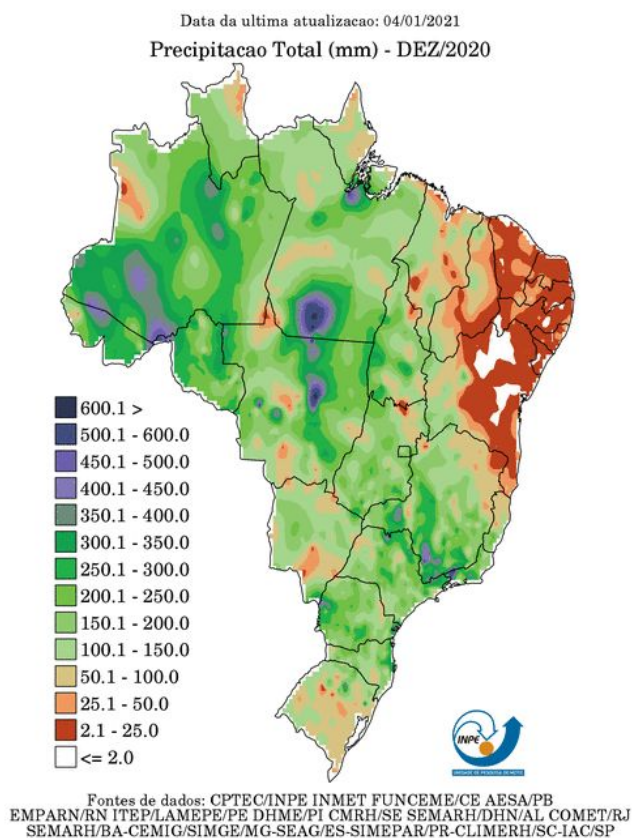 Data da ultima atualizacao: 04/01/2021
Precipitacao Total (mm) - DEZ/2020
600.1 >
500.1 - 600.0
450.1 - 500.0
400.1 - 450.0
350.1 - 400.0
300.1 - 350.0
250.1 - 300.0
200.1 - 250.0
150.1 - 200.0
100.1 - 150.0
50.1 - 100.0
25.1 - 50.0
2.1 - 25.0
<= 2.0
INPE
Fontes de dados: CPTEC/INPE INMET FUNCEME/CE AESA/PB
EMPARN/RN ITEP/LAMEPE/PE DHME/PI CMRH/SE SEMARH/DHN/AL COMET/RJ
SEMARH/BA-CEMIG/SIMGE/MG-SEAG/ES-SIMEPAR/PR-CLIMERH/SC-IAC/SP